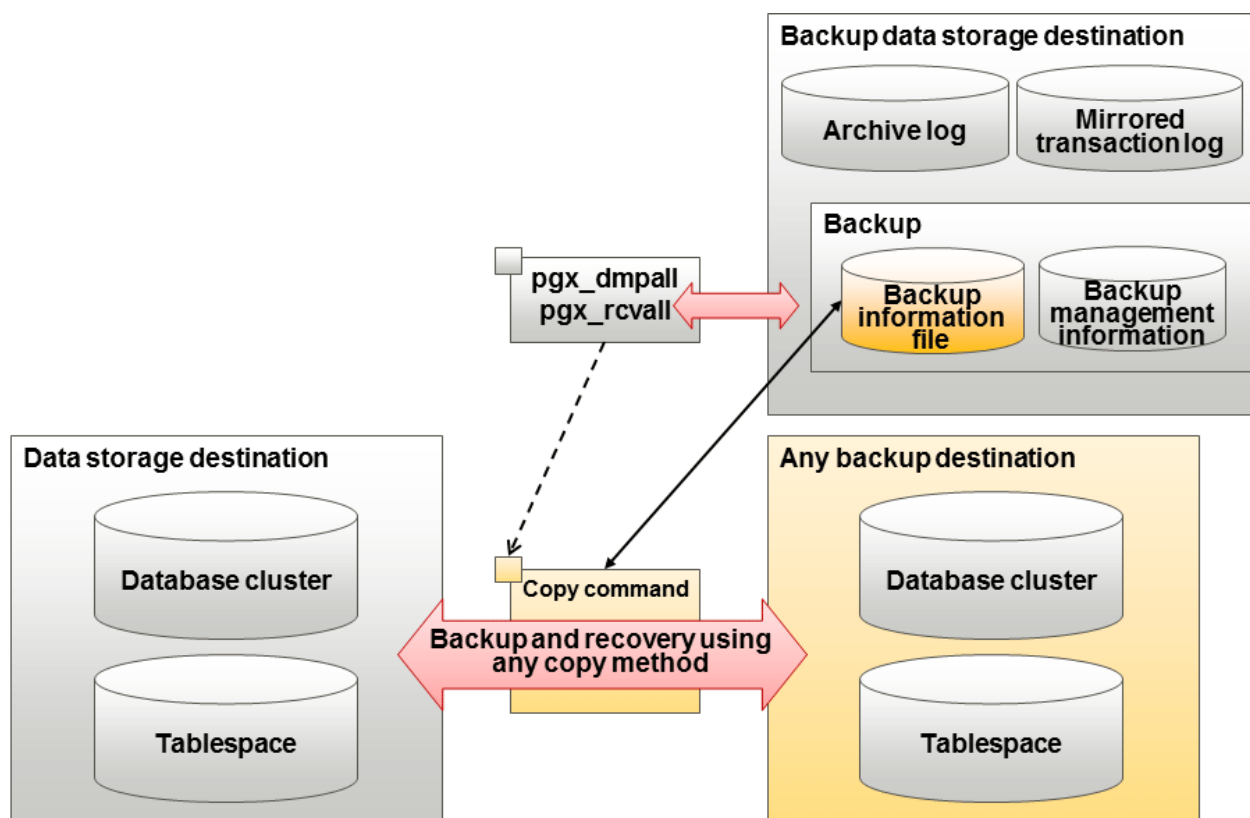 Backup data storage destination
Archive log
Mirrored
transaction log
Backup
Backup
information
file
Backup
management
information
pgx_dmpall
pgx_rcvall
Data storage destination
Database cluster
Tablespace
Copy command
Backup and recovery using
any copy method
Any backup destination
Database cluster
Tablespace